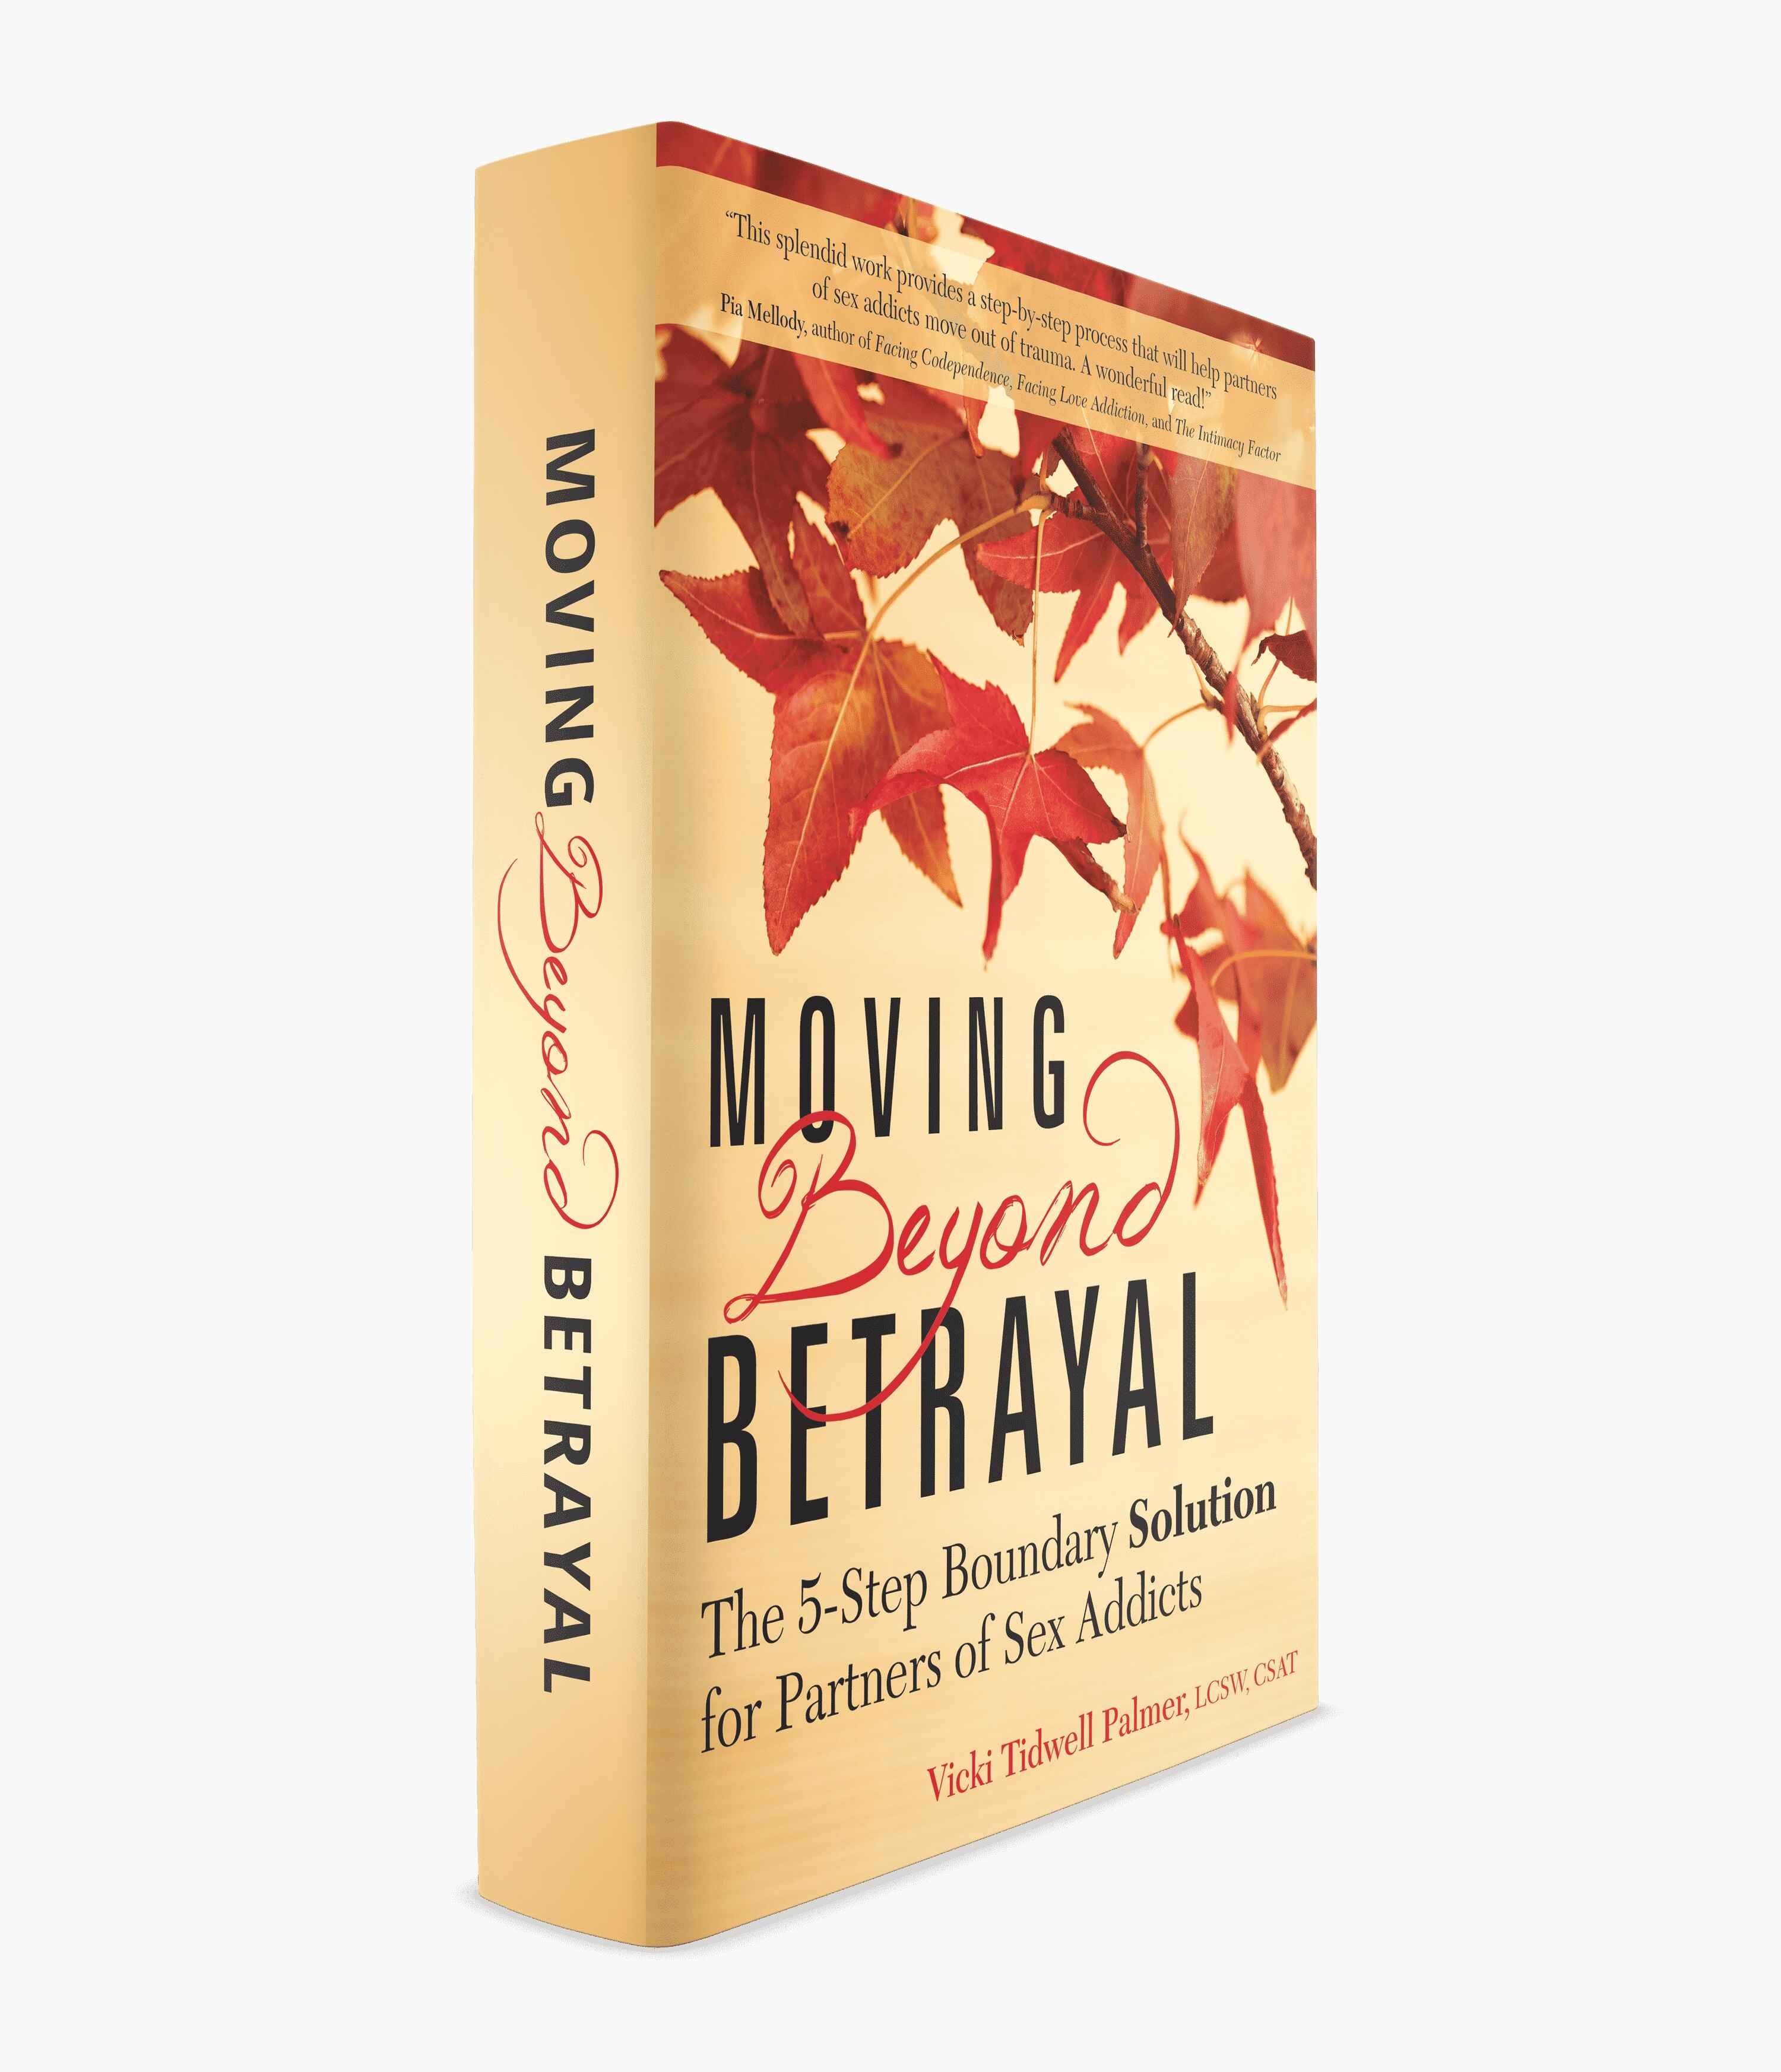 MOVING Beyond BETRAYAL
“This splendid work provides a step-by-step process that will help partners
of sex addicts move out of trauma. A wonderful read!”
Pia Mellody, author of Facing Codependence, Facing Love Addiction, and The Intimacy Factor
MOVING
Beyond
BETRAYAL
The 5-Step Boundary Solution
for Partners of Sex Addicts
Vicki Tidwell Palmer, LCSW, CSAT